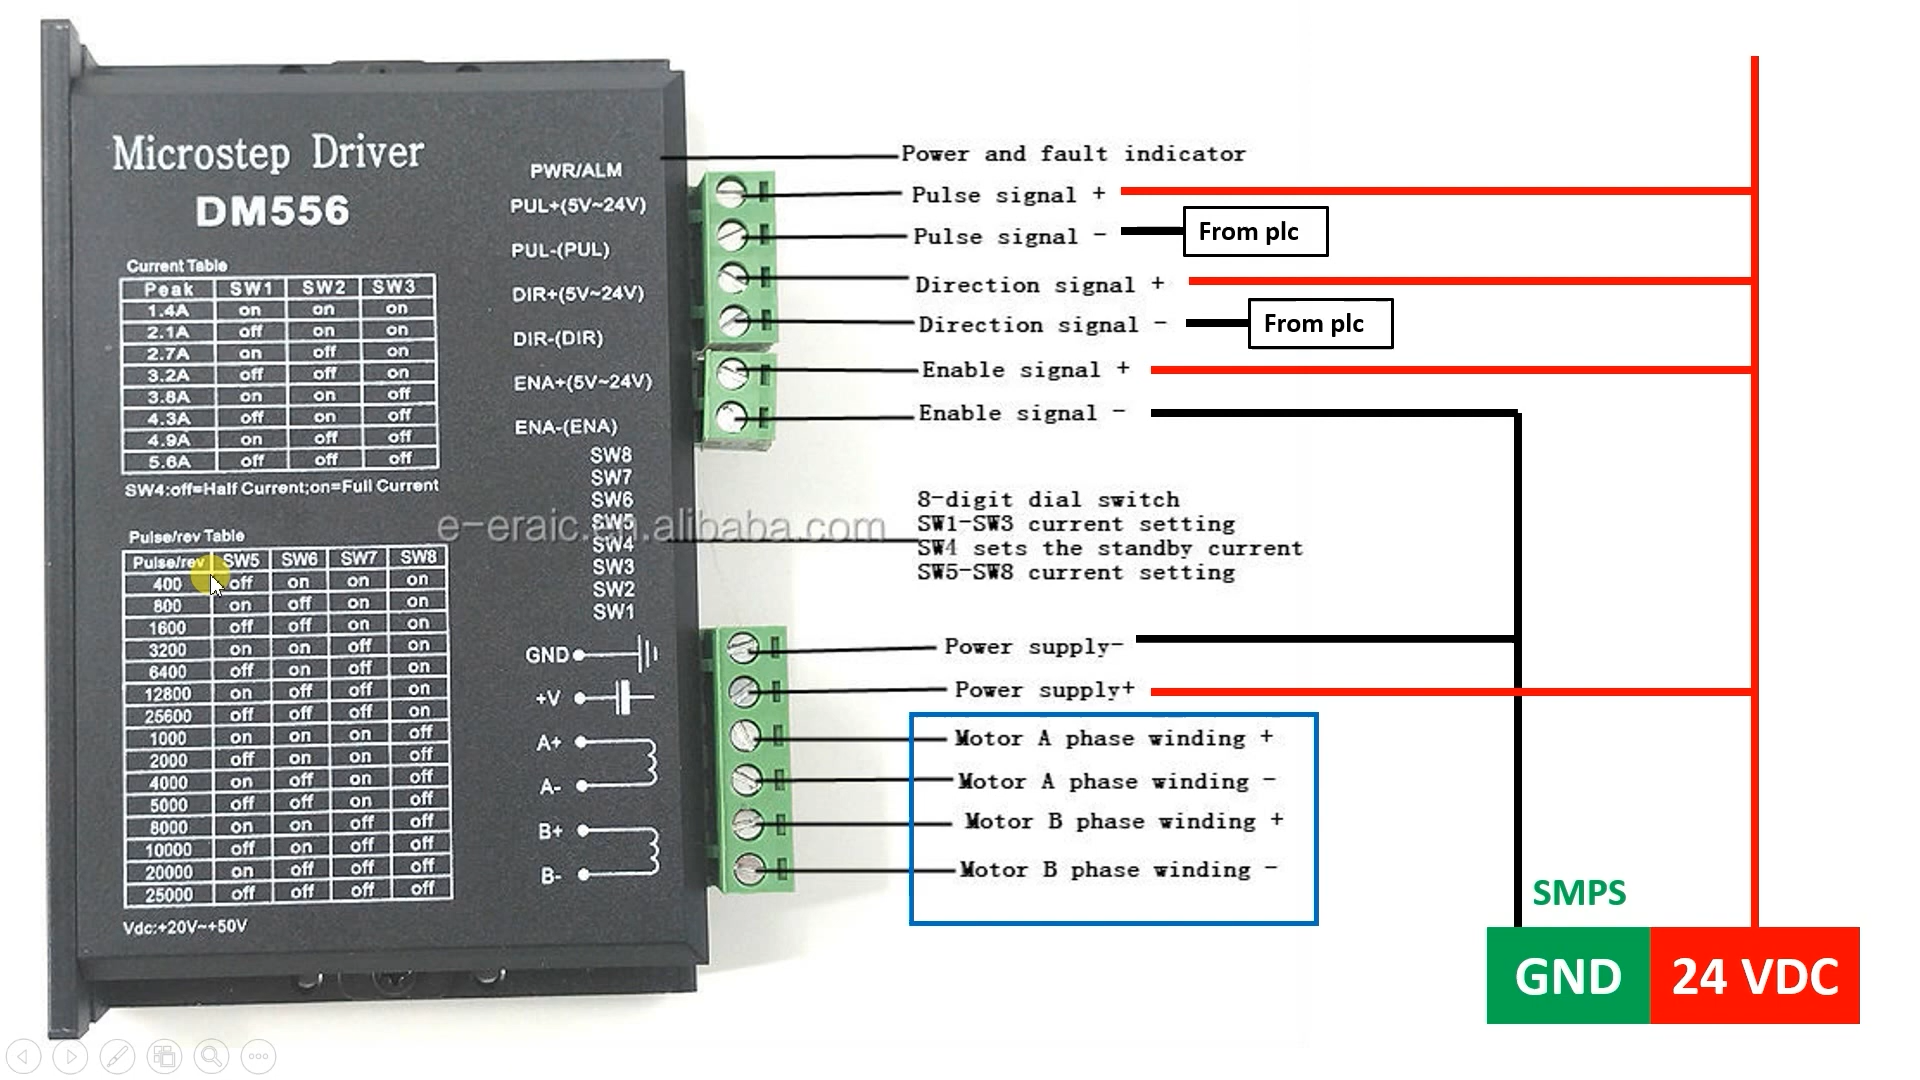 Microstep Driver
DM556
Current Table
Peak SW1 SW2 SW3
1.4A on on on
2.1A off on on
2.7A on off on
3.2A off off on
3.8A on on off
4.3A off on off
4.9A on off off
5.6A off off off
SW4:off=Half Current;on=Full Current
Pulse/rev Table
Pulse/rev SW5 SW6 SW7 SW8
400 off on on on
800 on off on on
1600 off off on on
3200 on on off on
6400 off on off on
12800 on off off on
25600 off off off on
1000 on on on off
2000 off on on off
4000 on off on off
5000 off off on off
8000 on on off off
10000 off on off off
20000 on off off off
25000 off off off off
Vdc:+20V~+50V
PWR/ALM
PUL+(5V~24V)
PUL-(PUL)
DIR+(5V~24V)
DIR-(DIR)
ENA+(5V~24V)
ENA-(ENA)
SW8
SW7
SW6
SW5
SW4
SW3
SW2
SW1
GND
+V
A+
A-
B+
B-
e-eraic.en.alibaba.com
Power and fault indicator
Pulse signal +
Pulse signal - From plc
Direction signal +
Direction signal - From plc
Enable signal +
Enable signal -
8-digit dial switch
SW1-SW3 current setting
SW4 sets the standby current
SW5-SW8 current setting
Power supply-
Power supply+
Motor A phase winding +
Motor A phase winding -
Motor B phase winding +
Motor B phase winding -
SMPS
GND 24 VDC